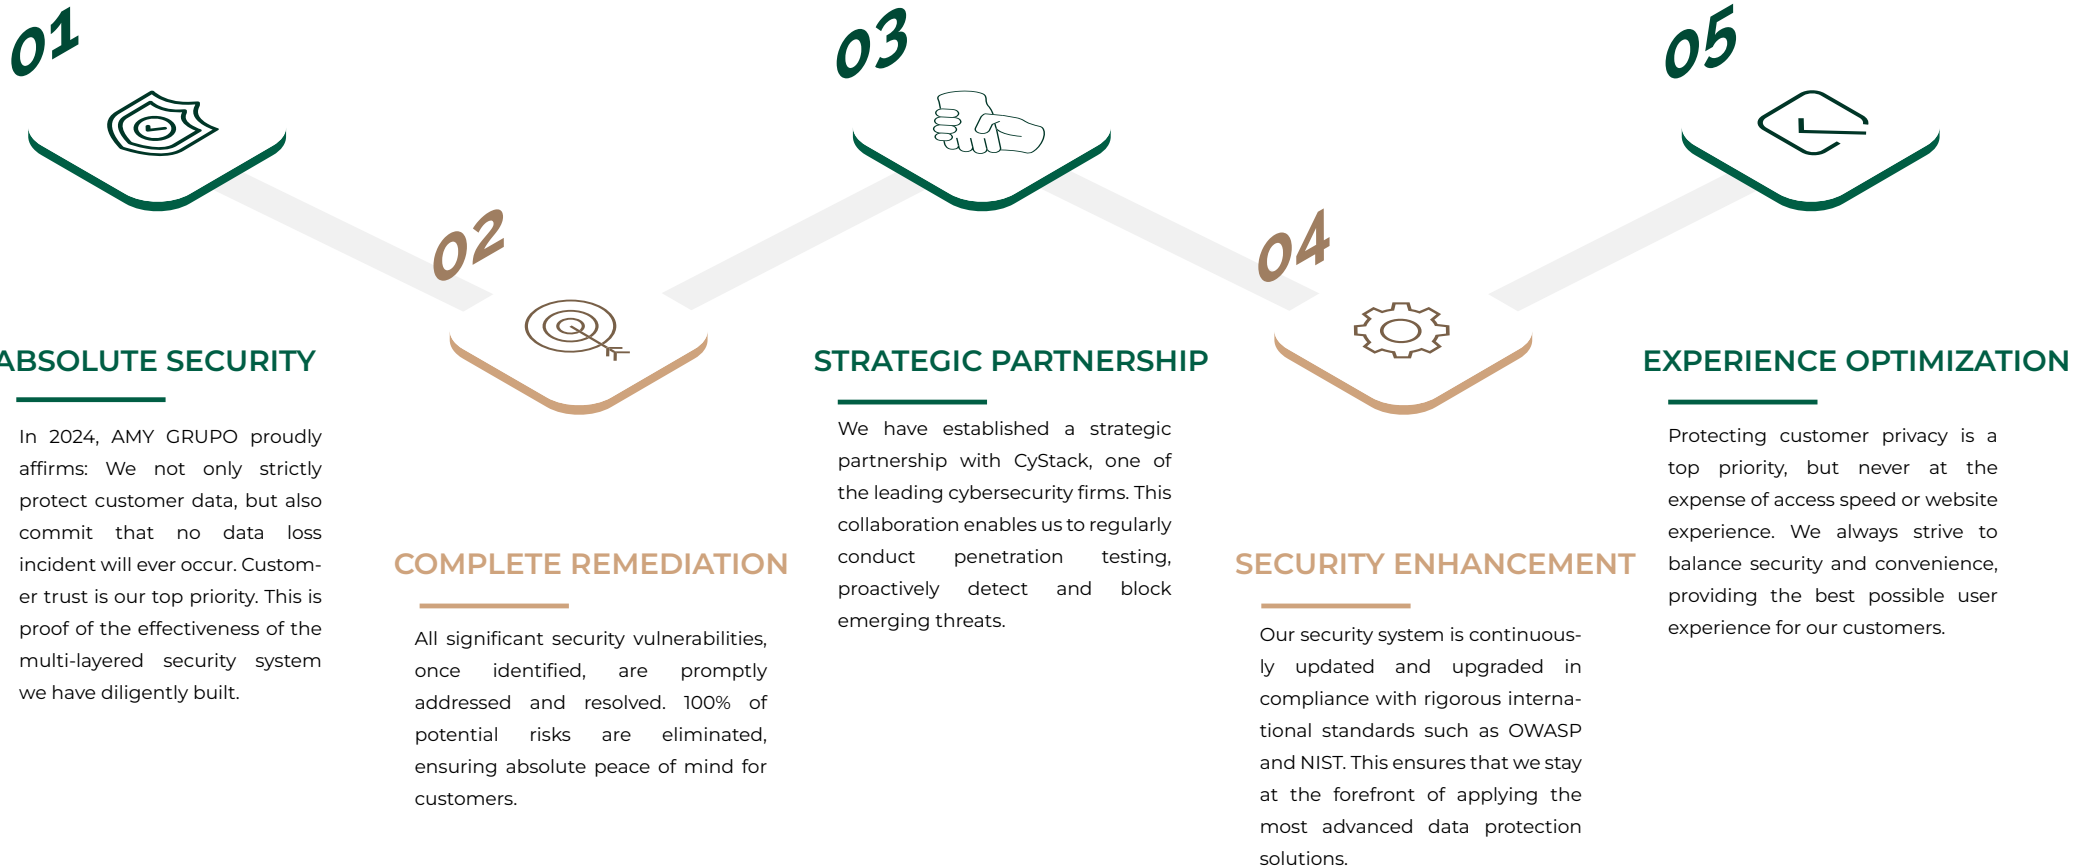 01
ABSOLUTE SECURITY
In 2024, AMY GRUPO proudly
affirms: We not only strictly
protect customer data, but also
commit that no data loss
incident will ever occur. Custom-
er trust is our top priority. This is
proof of the effectiveness of the
multi-layered security system
we have diligently built.
02
COMPLETE REMEDIATION
All significant security vulnerabilities,
once identified, are promptly
addressed and resolved. 100% of
potential risks are eliminated,
ensuring absolute peace of mind for
customers.
03
STRATEGIC PARTNERSHIP
We have established a strategic
partnership with CyStack, one of
the leading cybersecurity firms. This
collaboration enables us to regularly
conduct penetration testing,
proactively detect and block
emerging threats.
04
SECURITY ENHANCEMENT
Our security system is continuous-
ly updated and upgraded in
compliance with rigorous interna-
tional standards such as OWASP
and NIST. This ensures that we stay
at the forefront of applying the
most advanced data protection
solutions.
05
EXPERIENCE OPTIMIZATION
Protecting customer privacy is a
top priority, but never at the
expense of access speed or website
experience. We always strive to
balance security and convenience,
providing the best possible user
experience for our customers.